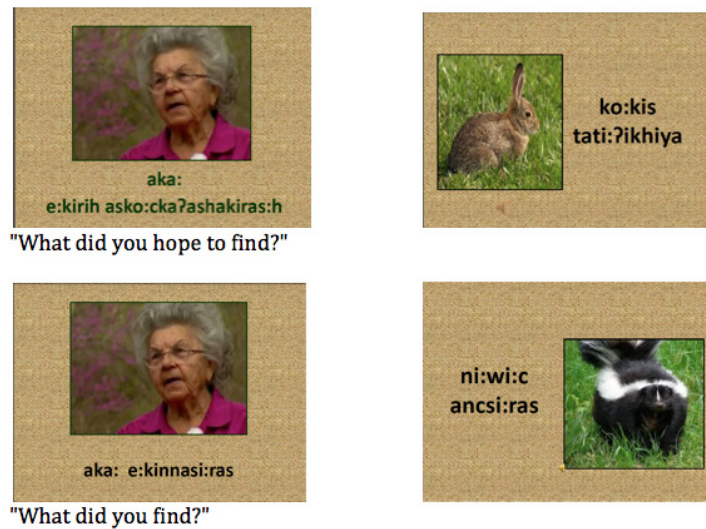 aka:
e:kirih asko:cka?ashakiras:h
"What did you hope to find?"
ko:kis
tati:?ikhiya
aka: e:kinnasi:ras
"What did you find?"
ni:wi:c
ancsi:ras